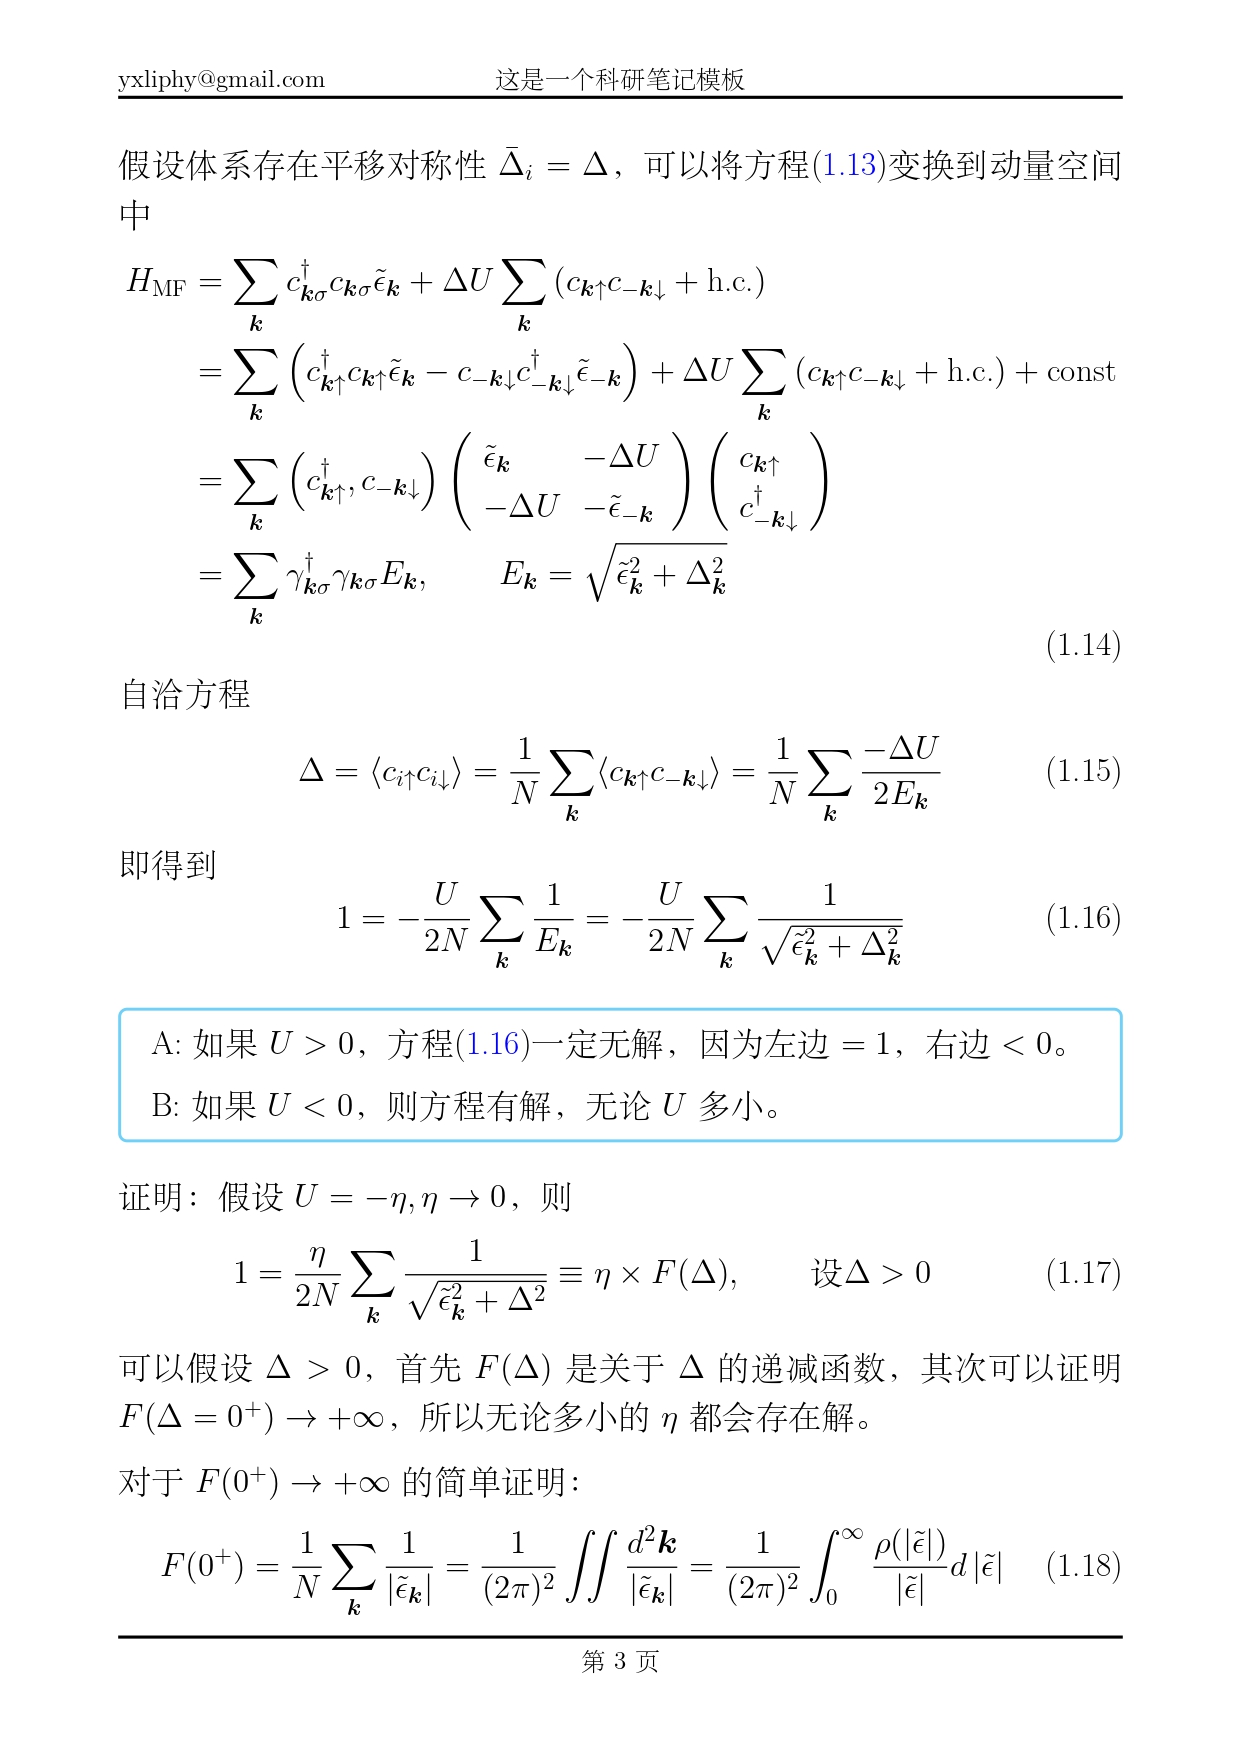 yxliphy@gmail.com 这是一个科研笔记模板
假设体系存在平移对称性 $\bar{\Delta}_i = \Delta$，可以将方程(1.13)变换到动量空间
中
$H_{\mathrm{MF}} = \sum_{\boldsymbol{k}} c^\dagger_{\boldsymbol{k}\sigma} c_{\boldsymbol{k}\sigma} \tilde{\epsilon}_{\boldsymbol{k}} + \Delta U \sum_{\boldsymbol{k}} (c_{\boldsymbol{k}\uparrow} c_{-\boldsymbol{k}\downarrow} + \mathrm{h.c.})$
$= \sum_{\boldsymbol{k}} \left( c^\dagger_{\boldsymbol{k}\uparrow} c_{\boldsymbol{k}\uparrow} \tilde{\epsilon}_{\boldsymbol{k}} - c_{-\boldsymbol{k}\downarrow} c^\dagger_{-\boldsymbol{k}\downarrow} \tilde{\epsilon}_{-\boldsymbol{k}} \right) + \Delta U \sum_{\boldsymbol{k}} (c_{\boldsymbol{k}\uparrow} c_{-\boldsymbol{k}\downarrow} + \mathrm{h.c.}) + \mathrm{const}$
$= \sum_{\boldsymbol{k}} \left( c^\dagger_{\boldsymbol{k}\uparrow}, c_{-\boldsymbol{k}\downarrow} \right) \begin{pmatrix} \tilde{\epsilon}_{\boldsymbol{k}} & -\Delta U \\ -\Delta U & -\tilde{\epsilon}_{-\boldsymbol{k}} \end{pmatrix} \begin{pmatrix} c_{\boldsymbol{k}\uparrow} \\ c^\dagger_{-\boldsymbol{k}\downarrow} \end{pmatrix}$
$= \sum_{\boldsymbol{k}} \gamma^\dagger_{\boldsymbol{k}\sigma} \gamma_{\boldsymbol{k}\sigma} E_{\boldsymbol{k}}, \qquad E_{\boldsymbol{k}} = \sqrt{\tilde{\epsilon}^2_{\boldsymbol{k}} + \Delta^2_{\boldsymbol{k}}}$
(1.14)
自洽方程
$\Delta = \langle c_{i\uparrow} c_{i\downarrow} \rangle = \frac{1}{N} \sum_{\boldsymbol{k}} \langle c_{\boldsymbol{k}\uparrow} c_{-\boldsymbol{k}\downarrow} \rangle = \frac{1}{N} \sum_{\boldsymbol{k}} \frac{-\Delta U}{2E_{\boldsymbol{k}}}$ (1.15)
即得到
$1 = -\frac{U}{2N} \sum_{\boldsymbol{k}} \frac{1}{E_{\boldsymbol{k}}} = -\frac{U}{2N} \sum_{\boldsymbol{k}} \frac{1}{\sqrt{\tilde{\epsilon}^2_{\boldsymbol{k}} + \Delta^2_{\boldsymbol{k}}}}$ (1.16)
A: 如果 $U > 0$，方程(1.16)一定无解，因为左边 $= 1$，右边 $< 0$。
B: 如果 $U < 0$，则方程有解，无论 $U$ 多小。
证明：假设 $U = -\eta, \eta \to 0$，则
$1 = \frac{\eta}{2N} \sum_{\boldsymbol{k}} \frac{1}{\sqrt{\tilde{\epsilon}^2_{\boldsymbol{k}} + \Delta^2}} \equiv \eta \times F(\Delta), \qquad 设 \Delta > 0$ (1.17)
可以假设 $\Delta > 0$，首先 $F(\Delta)$ 是关于 $\Delta$ 的递减函数，其次可以证明
$F(\Delta = 0^+) \to +\infty$，所以无论多小的 $\eta$ 都会存在解。
对于 $F(0^+) \to +\infty$ 的简单证明：
$F(0^+) = \frac{1}{N} \sum_{\boldsymbol{k}} \frac{1}{|\tilde{\epsilon}_{\boldsymbol{k}}|} = \frac{1}{(2\pi)^2} \iint \frac{d^2\boldsymbol{k}}{|\tilde{\epsilon}_{\boldsymbol{k}}|} = \frac{1}{(2\pi)^2} \int_0^\infty \frac{\rho(|\tilde{\epsilon}|)}{|\tilde{\epsilon}|} d|\tilde{\epsilon}|$ (1.18)
第 3 页